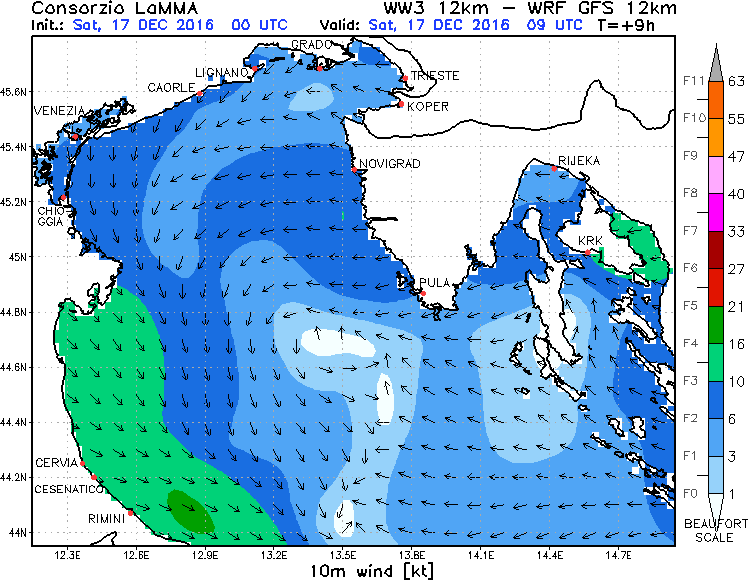 Consorzio LaMMA WW3 12km – WRF GFS 12km
Init.: Sat, 17 DEC 2016 00 UTC Valid: Sat, 17 DEC 2016 09 UTC T=+9h
GRADO
LIGNANO
TRIESTE
CAORLE
KOPER
VENEZIA
NOVIGRAD
RIJEKA
CHIO-
GGIA
KRK
PULA
CERVIA
CESENATICO
RIMINI
45.6N
45.4N
45.2N
45N
44.8N
44.6N
44.4N
44.2N
44N
12.3E 12.6E 12.9E 13.2E 13.5E 13.8E 14.1E 14.4E 14.7E
10m wind [kt]
F11 63
F10 55
F9 47
F8 40
F7 33
F6 27
F5 21
F4 16
F3 10
F2 6
F1 3
F0 1
BEAUFORT
SCALE